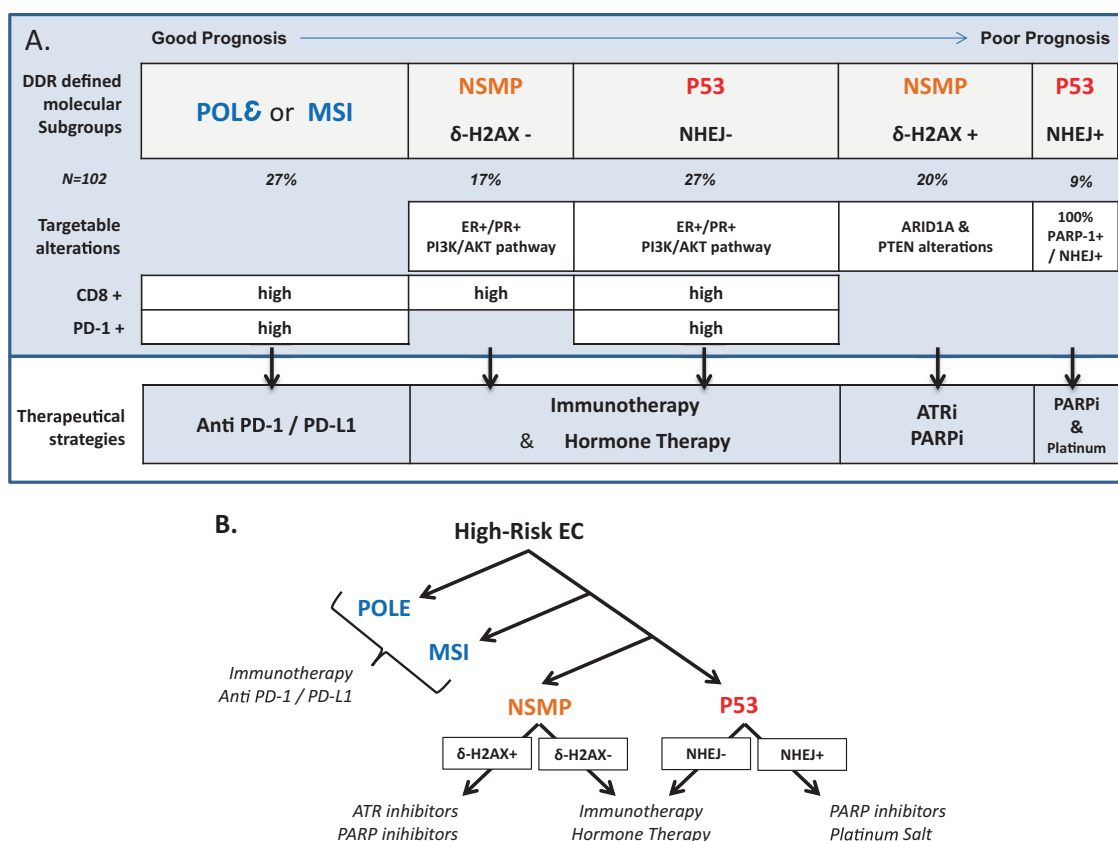 A.
Good Prognosis
Poor Prognosis
DDR defined
molecular
Subgroups
POLƐ or MSI
NSMP
δ-H2AX -
P53
NHEJ-
NSMP
δ-H2AX +
P53
NHEJ+
N=102
27%
17%
27%
20%
9%
Targetable
alterations
ER+/PR+
PI3K/AKT pathway
ER+/PR+
PI3K/AKT pathway
ARID1A &
PTEN alterations
100%
PARP-1+
/ NHEJ+
CD8 +
high
high
high
PD-1 +
high
high
Therapeutical
strategies
Anti PD-1 / PD-L1
Immunotherapy
& Hormone Therapy
ATRi
PARPi
PARPi
&
Platinum
B.
High-Risk EC
POLE
MSI
Immunotherapy
Anti PD-1 / PD-L1
NSMP
P53
δ-H2AX+
δ-H2AX-
NHEJ-
NHEJ+
ATR inhibitors
PARP inihibitors
Immunotherapy
Hormone Therapy
PARP inhibitors
Platinum Salt